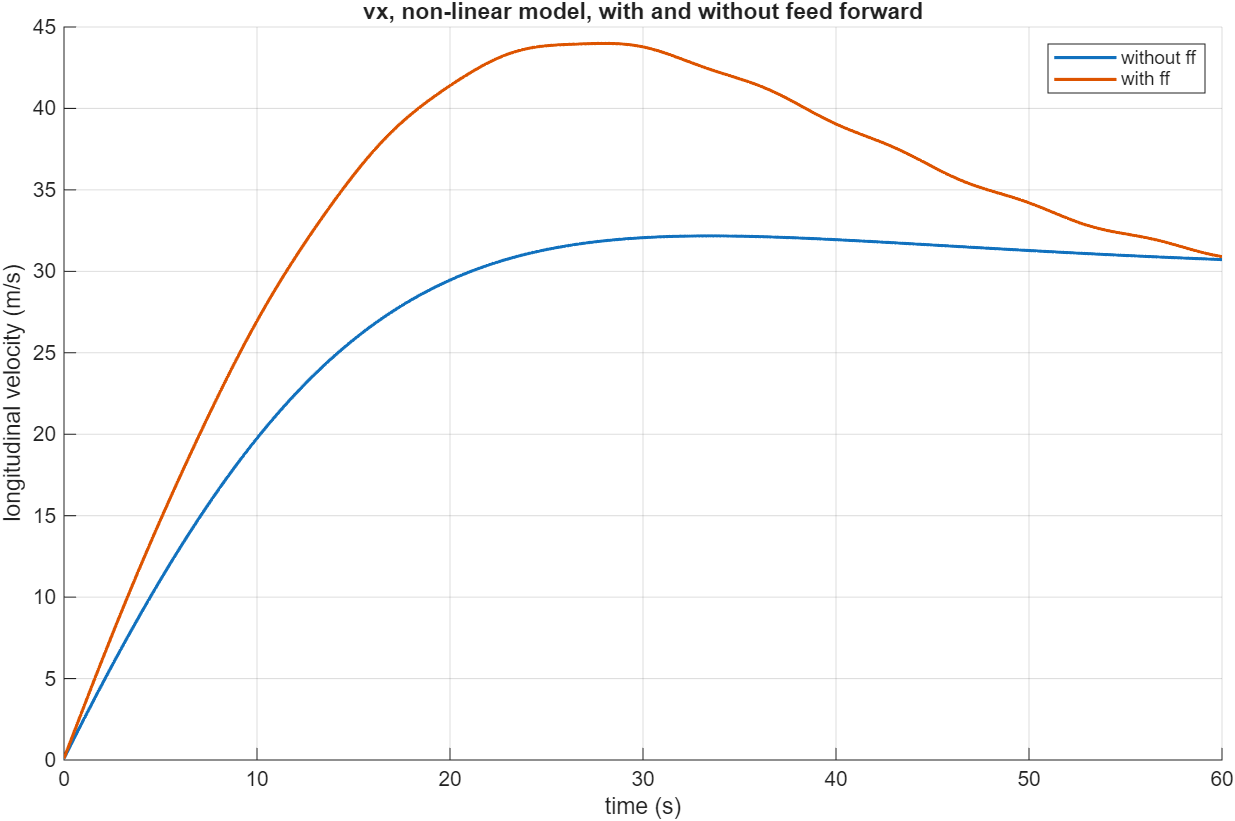 vx, non-linear model, with and without feed forward
without ff
with ff
45
40
35
30
25
20
15
10
5
0
longitudinal velocity (m/s)
0 10 20 30 40 50 60
time (s)